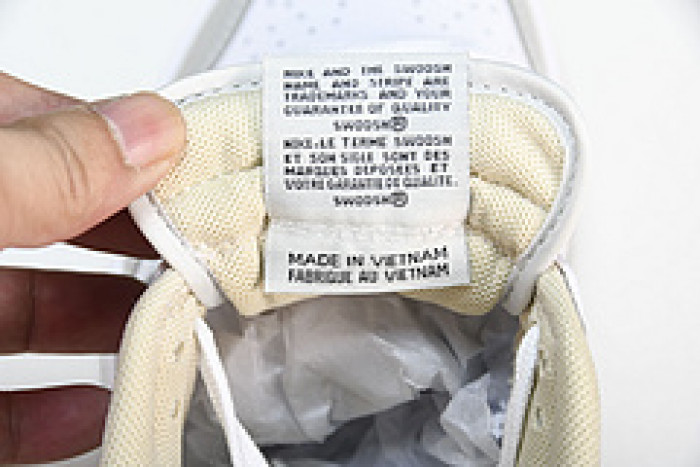 NIKE AND THE SWOOSH
NAME AND STRIPE ARE
TRADEMARKS AND YOUR
GUARANTEE OF QUALITY
SWOOSH®
NIKE-LE TERME SWOOSH
ET SON SIGLE SONT DES
MARQUES DEPOSEES ET
VOTRE GARANTIE DE QUALITE.
SWOOSH®
MADE IN VIETNAM
FABRIQUE AU VIETNAM